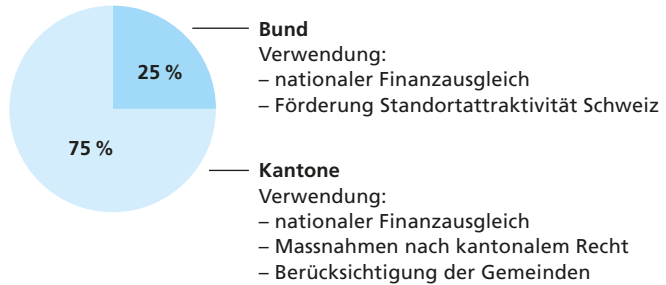 Bund
Verwendung:
– nationaler Finanzausgleich
– Förderung Standortattraktivität Schweiz
25 %
75 %
Kantone
Verwendung:
– nationaler Finanzausgleich
– Massnahmen nach kantonalem Recht
– Berücksichtigung der Gemeinden